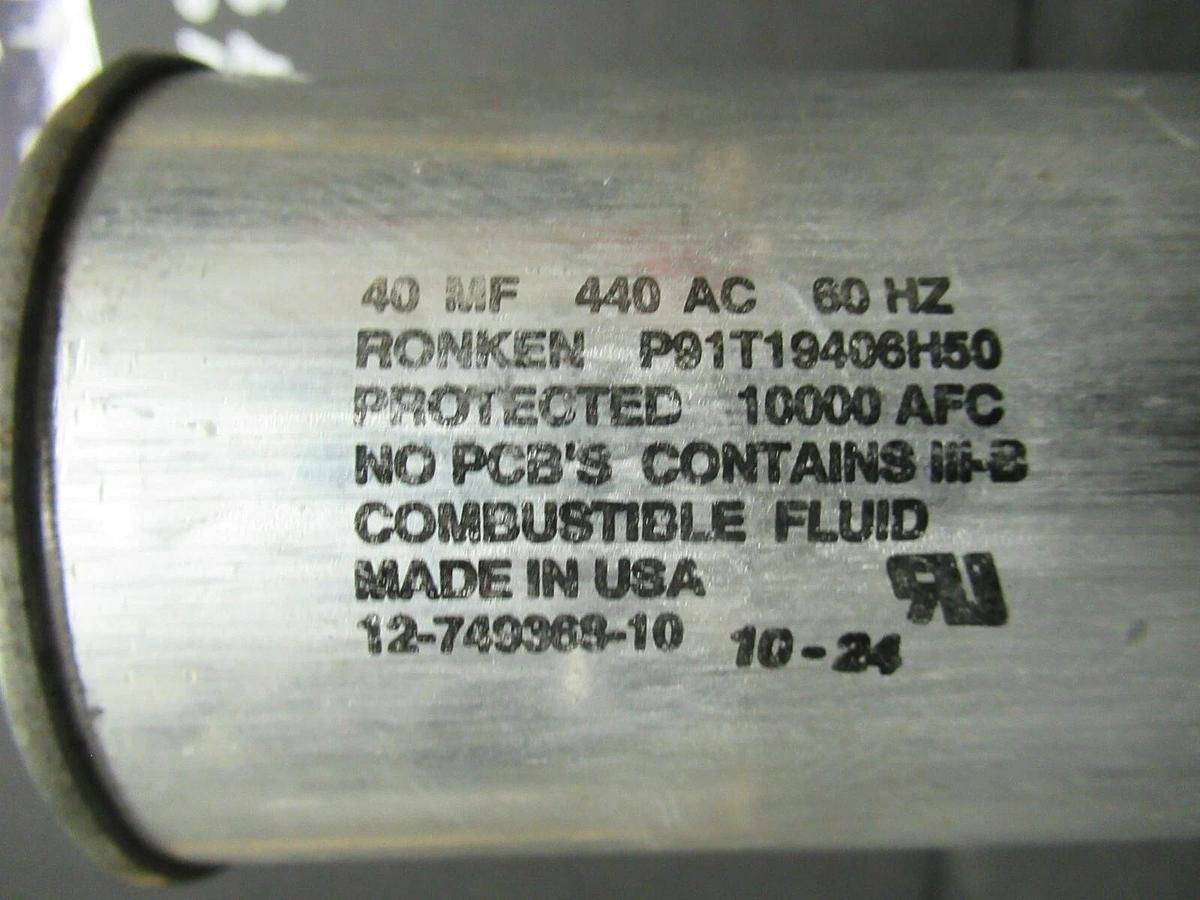 40 MF 440 AC 60 HZ
RONKEN P91T19406H50
PROTECTED 10000 AFC
NO PCB'S CONTAINS III-B
COMBUSTIBLE FLUID
MADE IN USA
12-749368-10 10-24